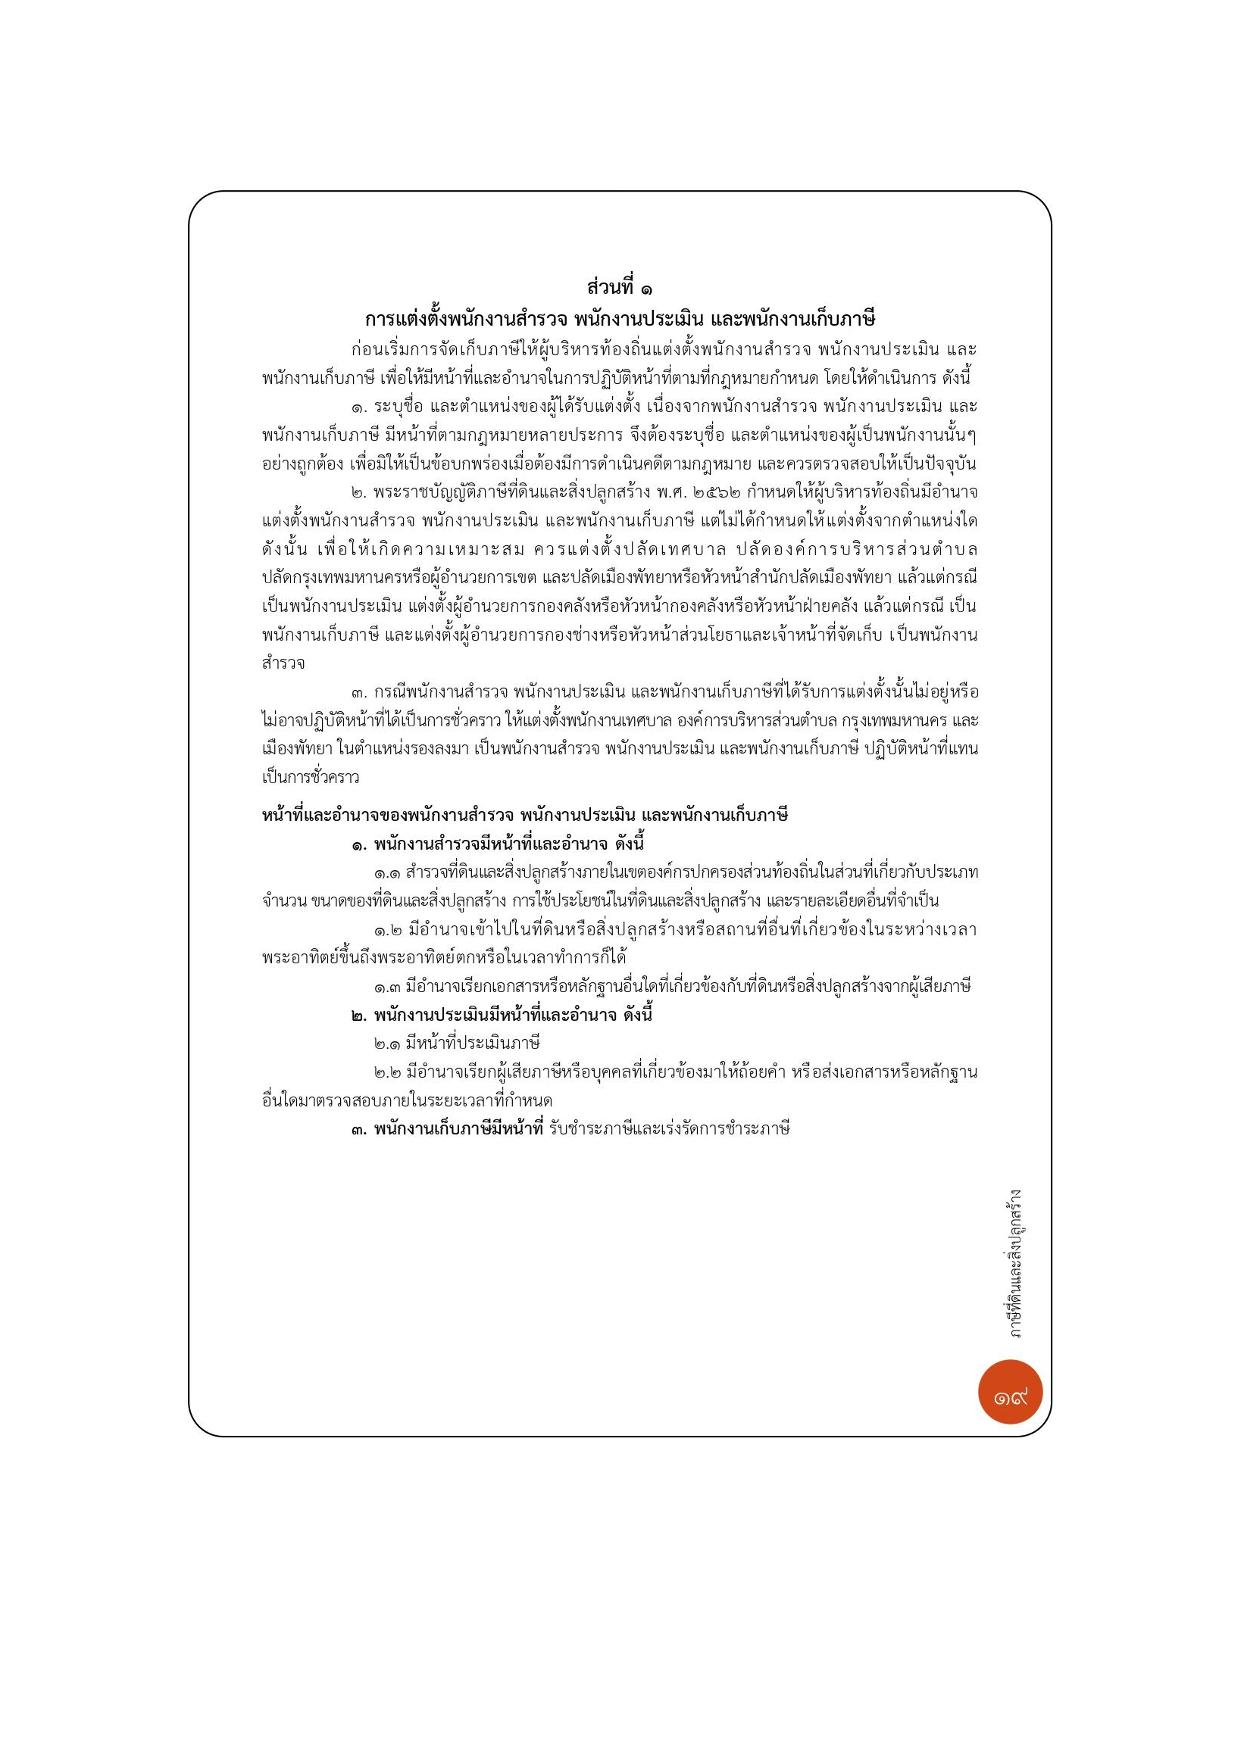 ส่วนที่ ๑
การแต่งตั้งพนักงานสำรวจ พนักงานประเมิน และพนักงานเก็บภาษี
ก่อนเริ่มการจัดเก็บภาษีให้ผู้บริหารท้องถิ่นแต่งตั้งพนักงานสำรวจ พนักงานประเมิน และ
พนักงานเก็บภาษี เพื่อให้มีหน้าที่และอำนาจในการปฏิบัติหน้าที่ตามที่กฎหมายกำหนด โดยให้ดำเนินการ ดังนี้
๑. ระบุชื่อ และตำแหน่งของผู้ได้รับแต่งตั้ง เนื่องจากพนักงานสำรวจ พนักงานประเมิน และ
พนักงานเก็บภาษี มีหน้าที่ตามกฎหมายหลายประการ จึงต้องระบุชื่อ และตำแหน่งของผู้เป็นพนักงานนั้นๆ
อย่างถูกต้อง เพื่อมิให้เป็นข้อบกพร่องเมื่อต้องมีการดำเนินคดีตามกฎหมาย และควรตรวจสอบให้เป็นปัจจุบัน
๒. พระราชบัญญัติภาษีที่ดินและสิ่งปลูกสร้าง พ.ศ. ๒๕๖๒ กำหนดให้ผู้บริหารท้องถิ่นมีอำนาจ
แต่งตั้งพนักงานสำรวจ พนักงานประเมิน และพนักงานเก็บภาษี แต่ไม่ได้กำหนดให้แต่งตั้งจากตำแหน่งใด
ดังนั้น เพื่อให้เกิดความเหมาะสม ควรแต่งตั้งปลัดเทศบาล ปลัดองค์การบริหารส่วนตำบล
ปลัดกรุงเทพมหานครหรือผู้อำนวยการเขต และปลัดเมืองพัทยาหรือหัวหน้าสำนักปลัดเมืองพัทยา แล้วแต่กรณี
เป็นพนักงานประเมิน แต่งตั้งผู้อำนวยการกองคลังหรือหัวหน้ากองคลังหรือหัวหน้าฝ่ายคลัง แล้วแต่กรณี เป็น
พนักงานเก็บภาษี และแต่งตั้งผู้อำนวยการกองช่างหรือหัวหน้าส่วนโยธาและเจ้าหน้าที่จัดเก็บ เป็นพนักงาน
สำรวจ
๓. กรณีพนักงานสำรวจ พนักงานประเมิน และพนักงานเก็บภาษีที่ได้รับการแต่งตั้งนั้นไม่อยู่หรือ
ไม่อาจปฏิบัติหน้าที่ได้เป็นการชั่วคราว ให้แต่งตั้งพนักงานเทศบาล องค์การบริหารส่วนตำบล กรุงเทพมหานคร และ
เมืองพัทยา ในตำแหน่งรองลงมา เป็นพนักงานสำรวจ พนักงานประเมิน และพนักงานเก็บภาษี ปฏิบัติหน้าที่แทน
เป็นการชั่วคราว
หน้าที่และอำนาจของพนักงานสำรวจ พนักงานประเมิน และพนักงานเก็บภาษี
๑. พนักงานสำรวจมีหน้าที่และอำนาจ ดังนี้
๑.๑ สำรวจที่ดินและสิ่งปลูกสร้างภายในเขตองค์กรปกครองส่วนท้องถิ่นในส่วนที่เกี่ยวกับประเภท
จำนวน ขนาดของที่ดินและสิ่งปลูกสร้าง การใช้ประโยชน์ในที่ดินและสิ่งปลูกสร้าง และรายละเอียดอื่นที่จำเป็น
๑.๒ มีอำนาจเข้าไปในที่ดินหรือสิ่งปลูกสร้างหรือสถานที่อื่นที่เกี่ยวข้องในระหว่างเวลา
พระอาทิตย์ขึ้นถึงพระอาทิตย์ตกหรือในเวลาทำการก็ได้
๑.๓ มีอำนาจเรียกเอกสารหรือหลักฐานอื่นใดที่เกี่ยวข้องกับที่ดินหรือสิ่งปลูกสร้างจากผู้เสียภาษี
๒. พนักงานประเมินมีหน้าที่และอำนาจ ดังนี้
๒.๑ มีหน้าที่ประเมินภาษี
๒.๒ มีอำนาจเรียกผู้เสียภาษีหรือบุคคลที่เกี่ยวข้องมาให้ถ้อยคำ หรือส่งเอกสารหรือหลักฐาน
อื่นใดมาตรวจสอบภายในระยะเวลาที่กำหนด
๓. พนักงานเก็บภาษีมีหน้าที่ รับชำระภาษีและเร่งรัดการชำระภาษี
ภาษีที่ดินและสิ่งปลูกสร้าง
๑๙